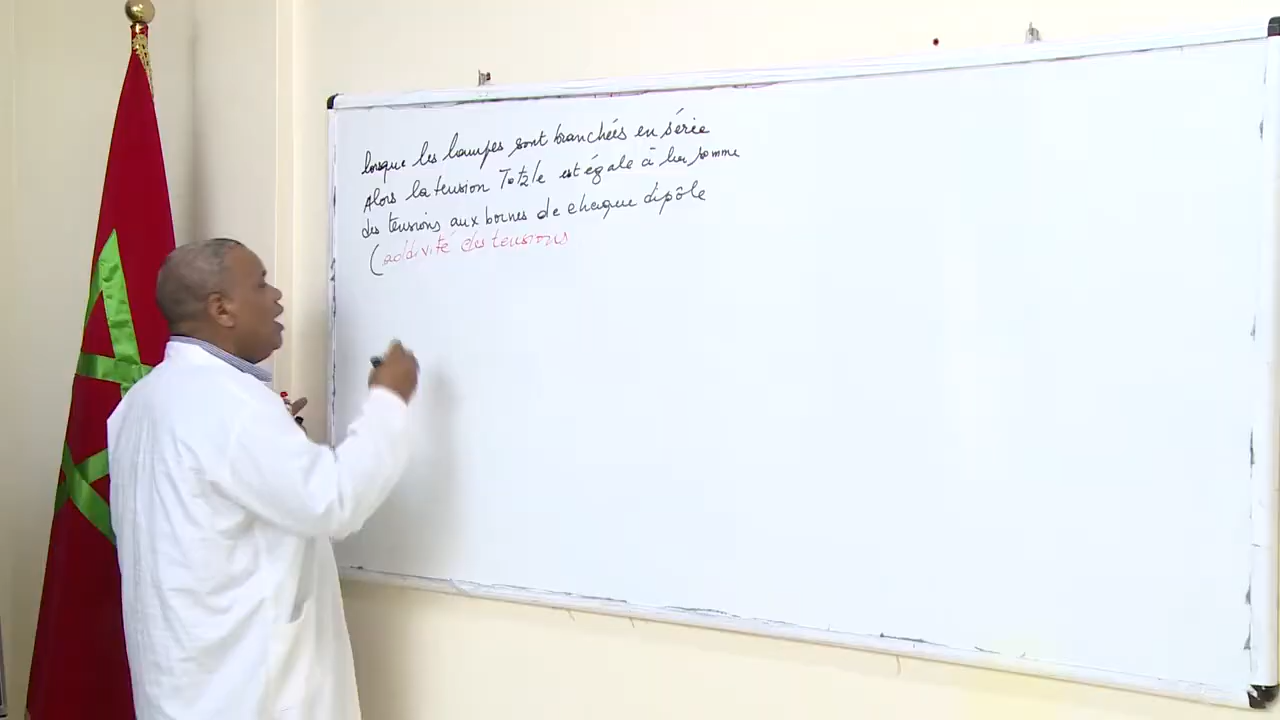 lorsque les lampes sont branchées en série
Alors la tension Totale est égale à la somme
des tensions aux bornes de chaque dipôle
(addivité des tensions